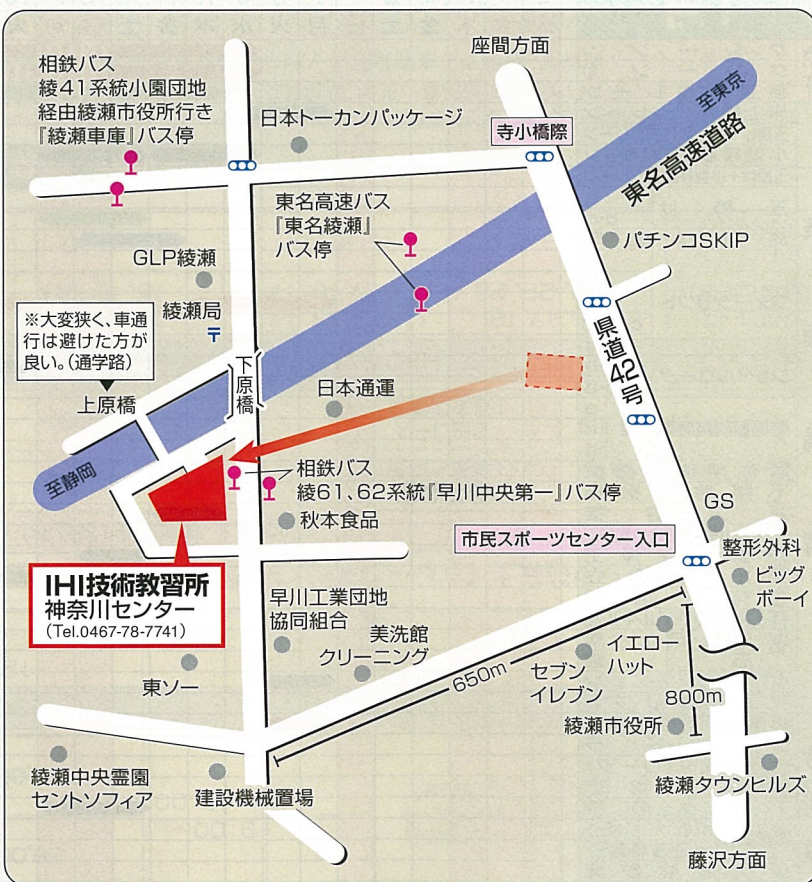 座間方面
相鉄バス
綾41系統小園団地
経由綾瀬市役所行き
『綾瀬車庫』バス停
日本トーカンパッケージ
寺小橋際
至東京
東名高速道路
東名高速バス
『東名綾瀬』
バス停
パチンコSKIP
GLP綾瀬
綾瀬局
〒
※大変狭く、車通
行は避けた方が
良い。(通学路)
上原橋
下原橋
日本通運
県道42号
至静岡
相鉄バス
綾61、62系統『早川中央第一』バス停
秋本食品
GS
市民スポーツセンター入口
整形外科
ビッグ
ボーイ
IHI技術教習所
神奈川センター
(Tel.0467-78-7741)
早川工業団地
協同組合
美洗館
クリーニング
イエロー
ハット
セブン
イレブン
650m
800m
東ソー
綾瀬市役所
綾瀬中央霊園
セントソフィア
建設機械置場
綾瀬タウンヒルズ
藤沢方面